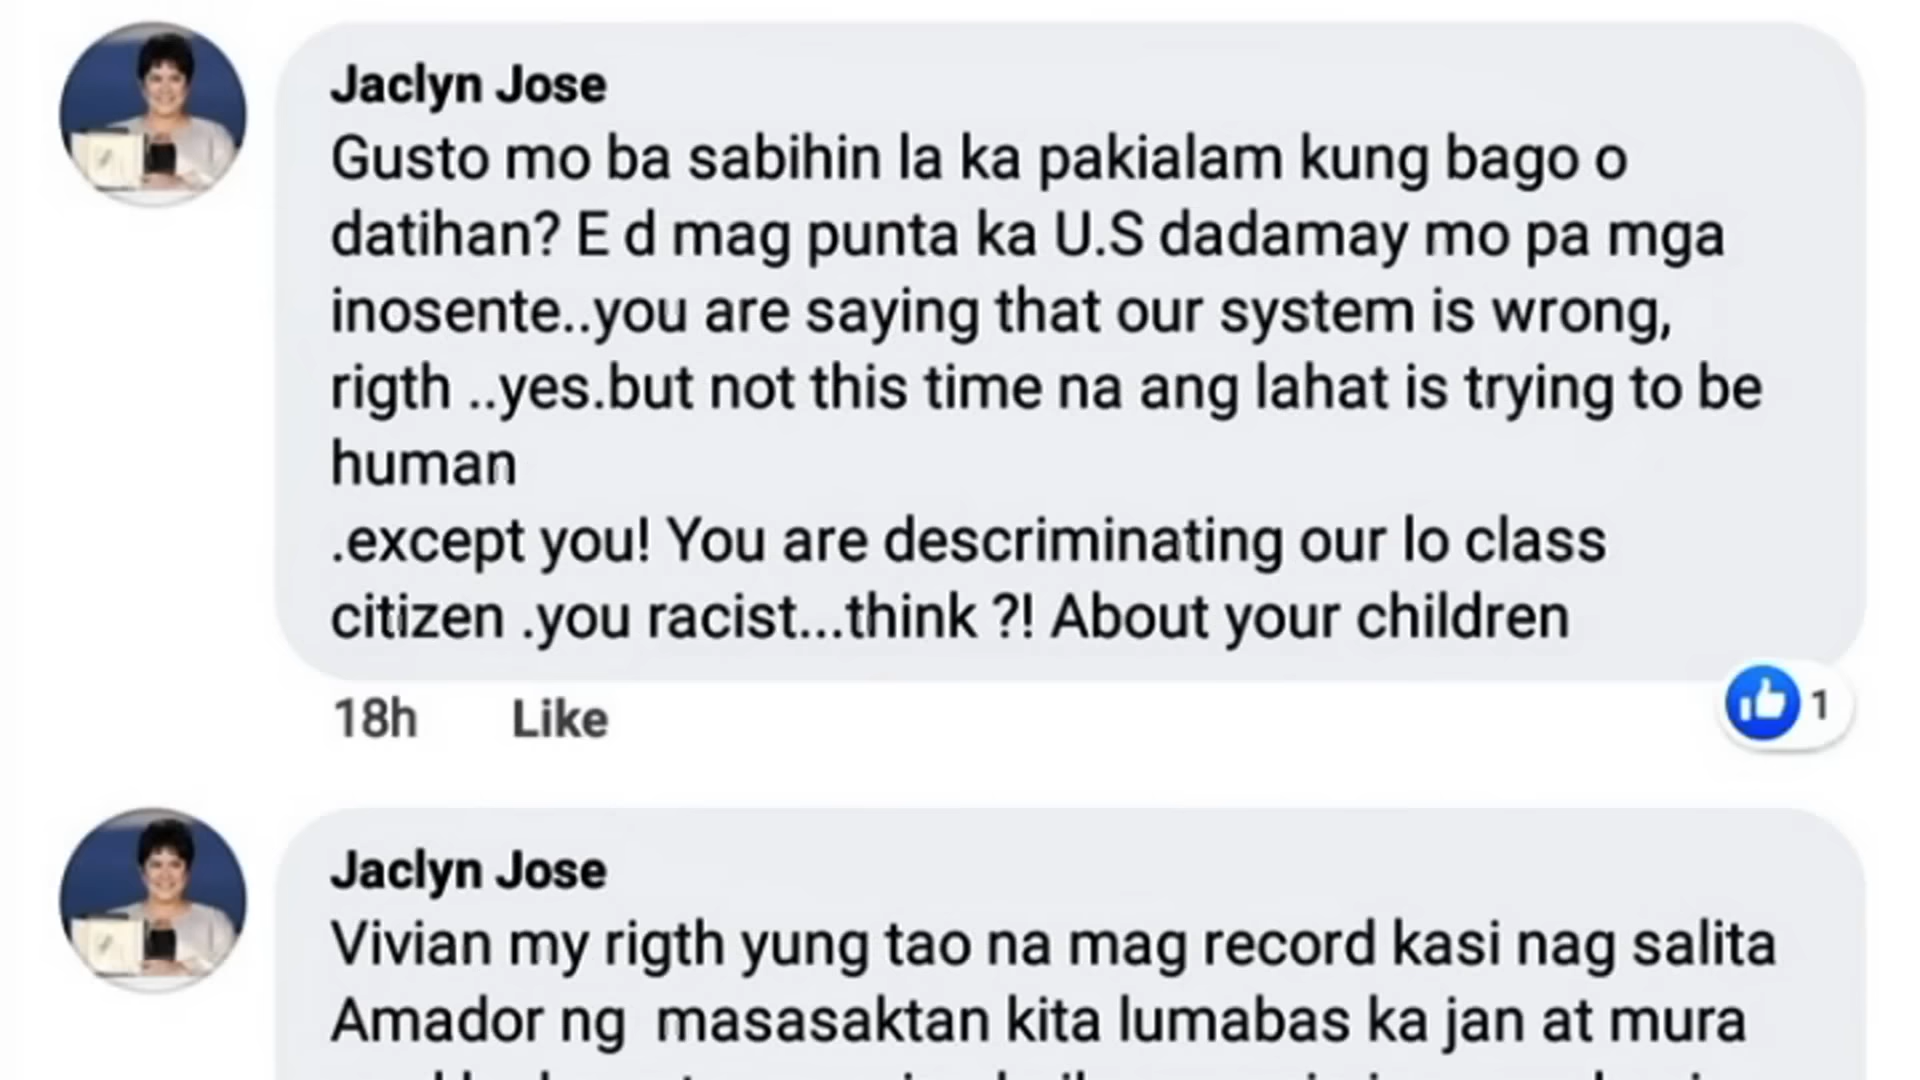 Jaclyn Jose
Gusto mo ba sabihin la ka pakialam kung bago o
datihan? E d mag punta ka U.S dadamay mo pa mga
inosente..you are saying that our system is wrong,
rigth ..yes.but not this time na ang lahat is trying to be
human
.except you! You are descriminating our lo class
citizen .you racist...think ?! About your children
18h Like 1
Jaclyn Jose
Vivian my rigth yung tao na mag record kasi nag salita
Amador ng masasaktan kita lumabas ka jan at mura